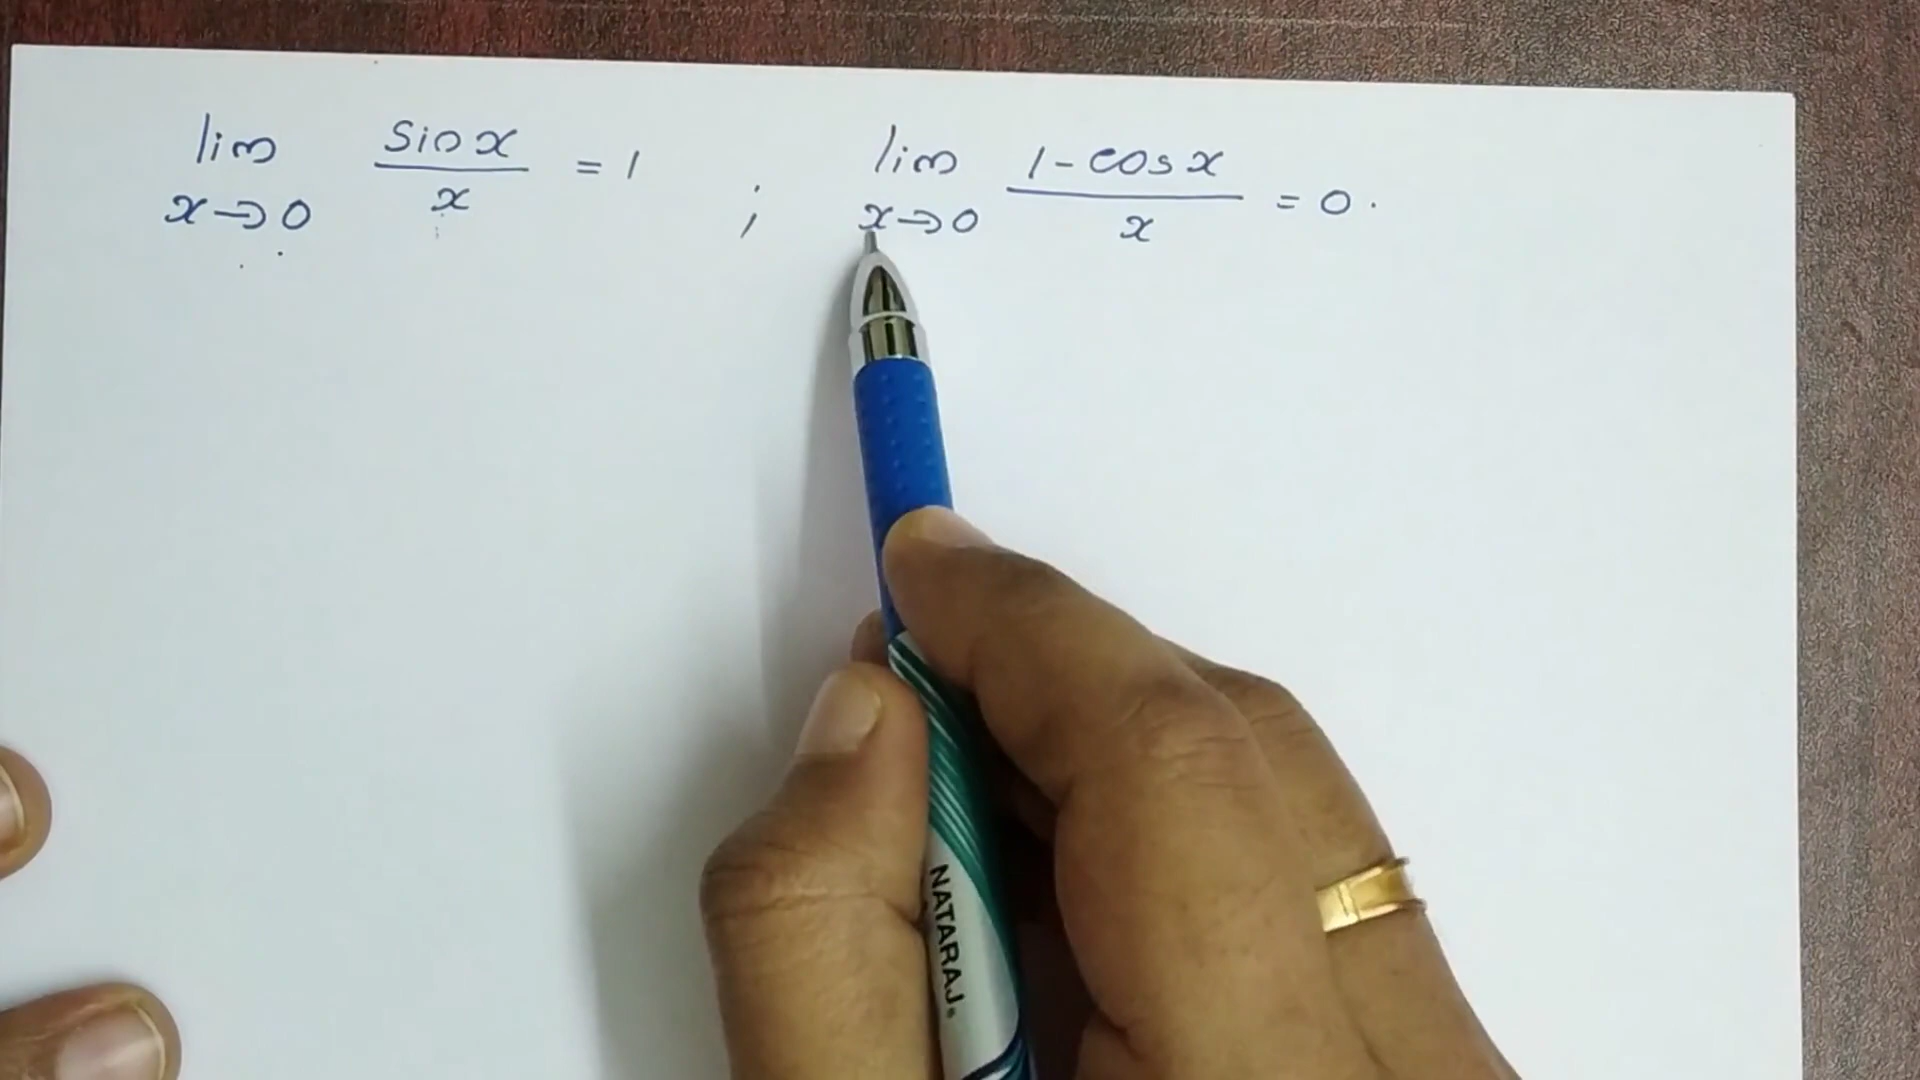 lim sin x / x = 1 ; lim 1 - cos x / x = 0.
x→0 x→0
NATARAJ®